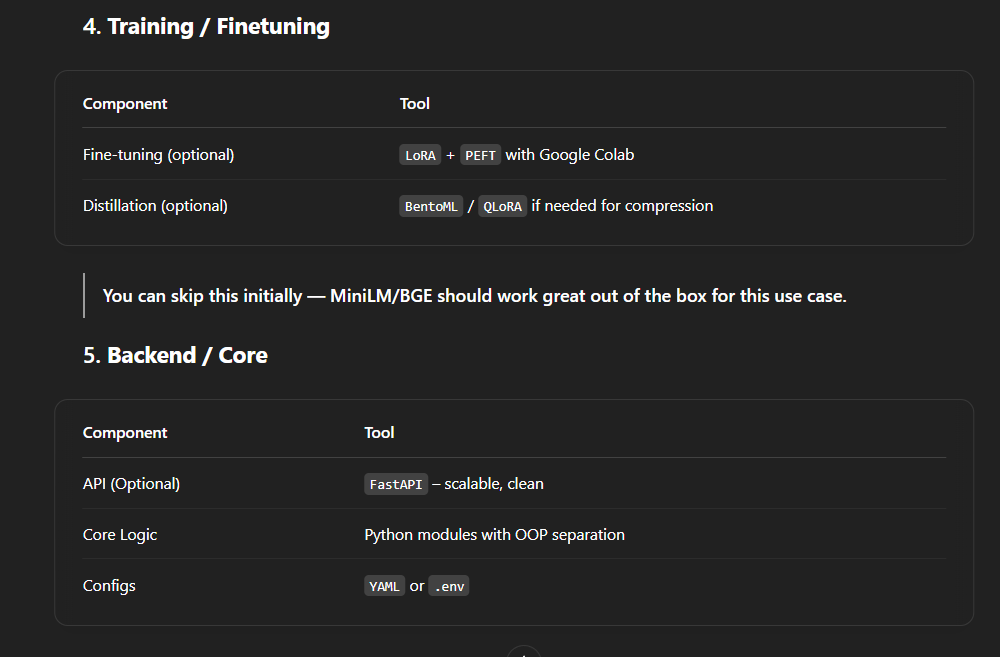 4. Training / Finetuning
Component Tool
Fine-tuning (optional) LoRA + PEFT with Google Colab
Distillation (optional) BentoML / QLoRA if needed for compression
You can skip this initially — MiniLM/BGE should work great out of the box for this use case.
5. Backend / Core
Component Tool
API (Optional) FastAPI – scalable, clean
Core Logic Python modules with OOP separation
Configs YAML or .env